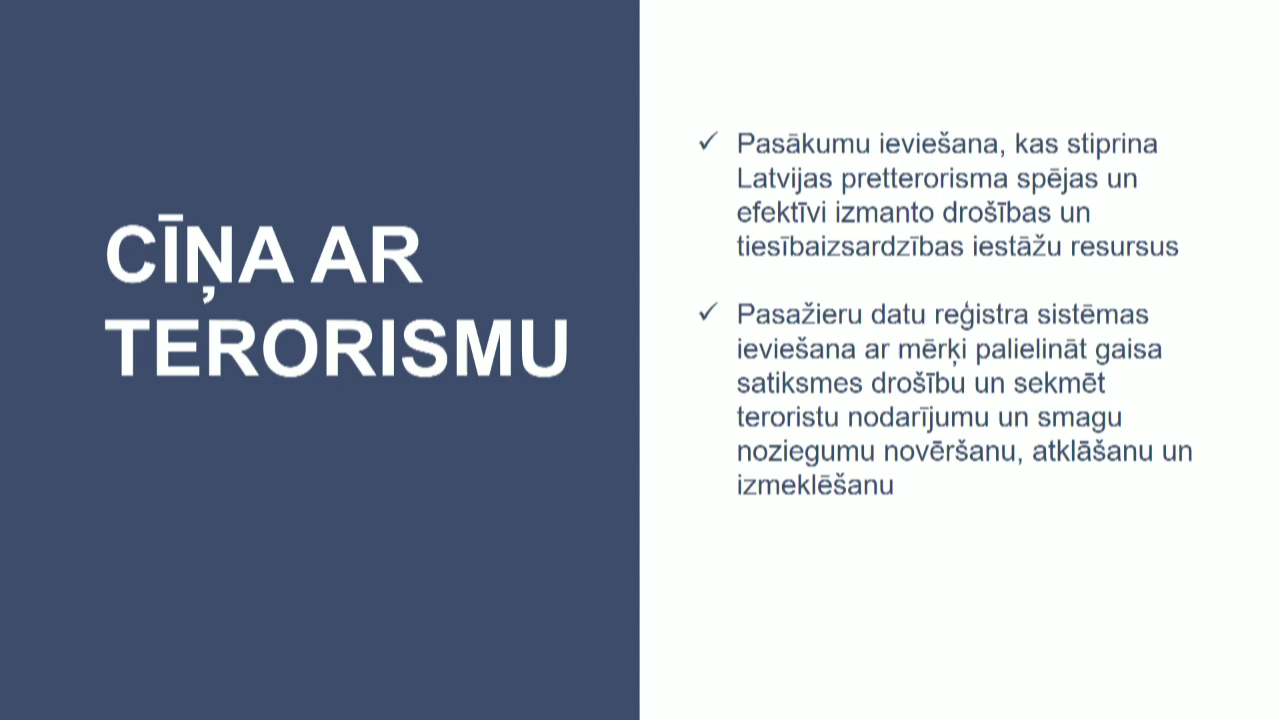 CĪŅA AR
TERORISMU
✓ Pasākumu ieviešana, kas stiprina
Latvijas pretterorisma spējas un
efektīvi izmanto drošības un
tiesībaizsardzības iestāžu resursus
✓ Pasažieru datu reģistra sistēmas
ieviešana ar mērķi palielināt gaisa
satiksmes drošību un sekmēt
teroristu nodarījumu un smagu
noziegumu novēršanu, atklāšanu un
izmeklēšanu